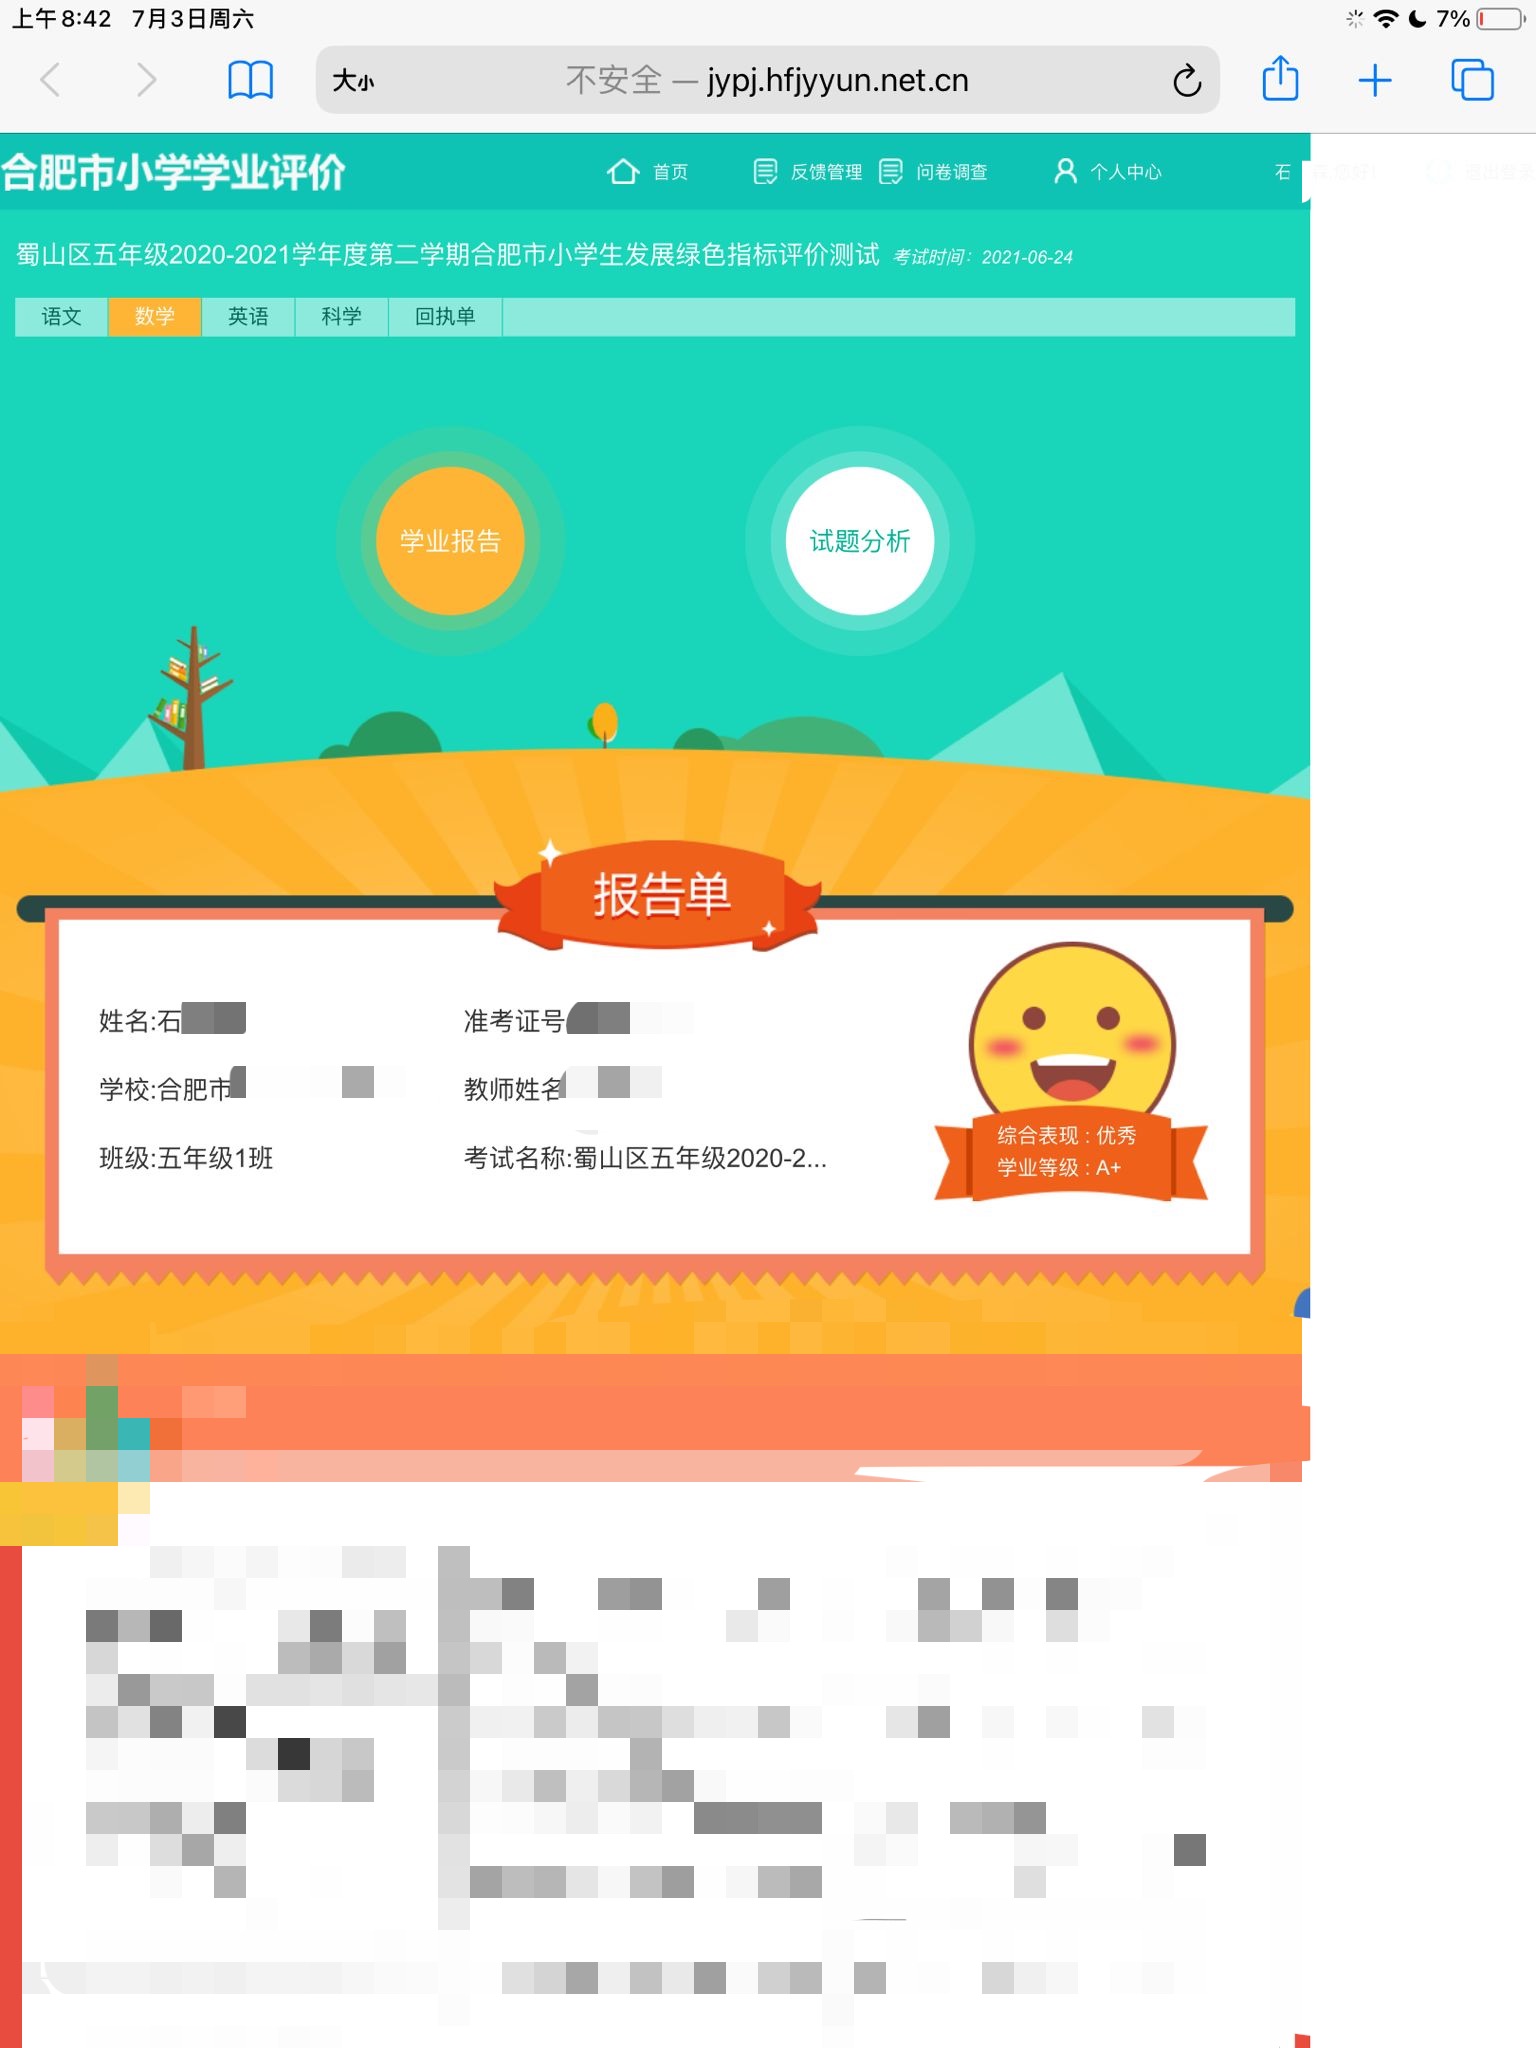 上午8:42 7月3日周六
7%
大小 不安全 — jypj.hfjyyun.net.cn
合肥市小学学业评价
首页 反馈管理 问卷调查 个人中心 石
退出登录
蜀山区五年级2020-2021学年度第二学期合肥市小学生发展绿色指标评价测试 考试时间：2021-06-24
语文 数学 英语 科学 回执单
学业报告 试题分析
报告单
姓名:石 准考证号
学校:合肥市 教师姓名
班级:五年级1班 考试名称:蜀山区五年级2020-2...
综合表现 : 优秀
学业等级 : A+